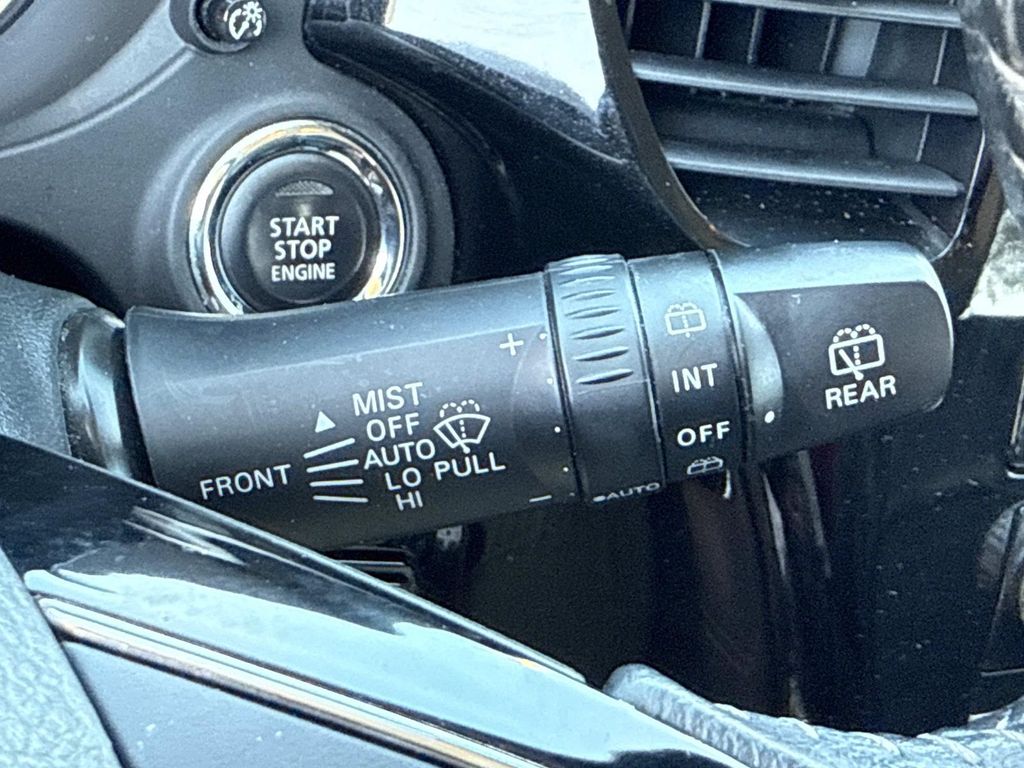 START
STOP
ENGINE
+
MIST
OFF
AUTO
LO PULL
HI
FRONT
−
AUTO
INT
OFF
REAR